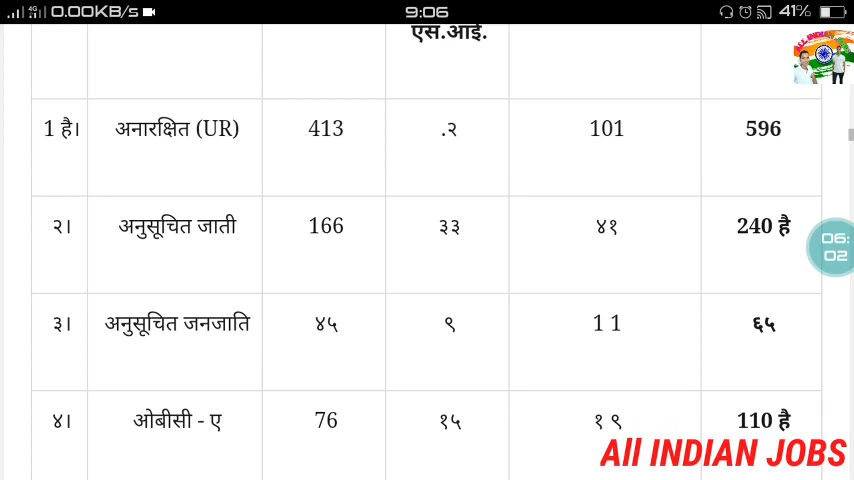 0.00KB/s 9:06 41%
एस.आई.
1 है। अनारक्षित (UR) 413 .२ 101 596
२। अनुसूचित जाती 166 ३३ ४१ 240 है
06:
02
३। अनुसूचित जनजाति ४५ ९ 1 1 ६५
४। ओबीसी - ए 76 १५ १ ९ 110 है
All INDIAN JOBS